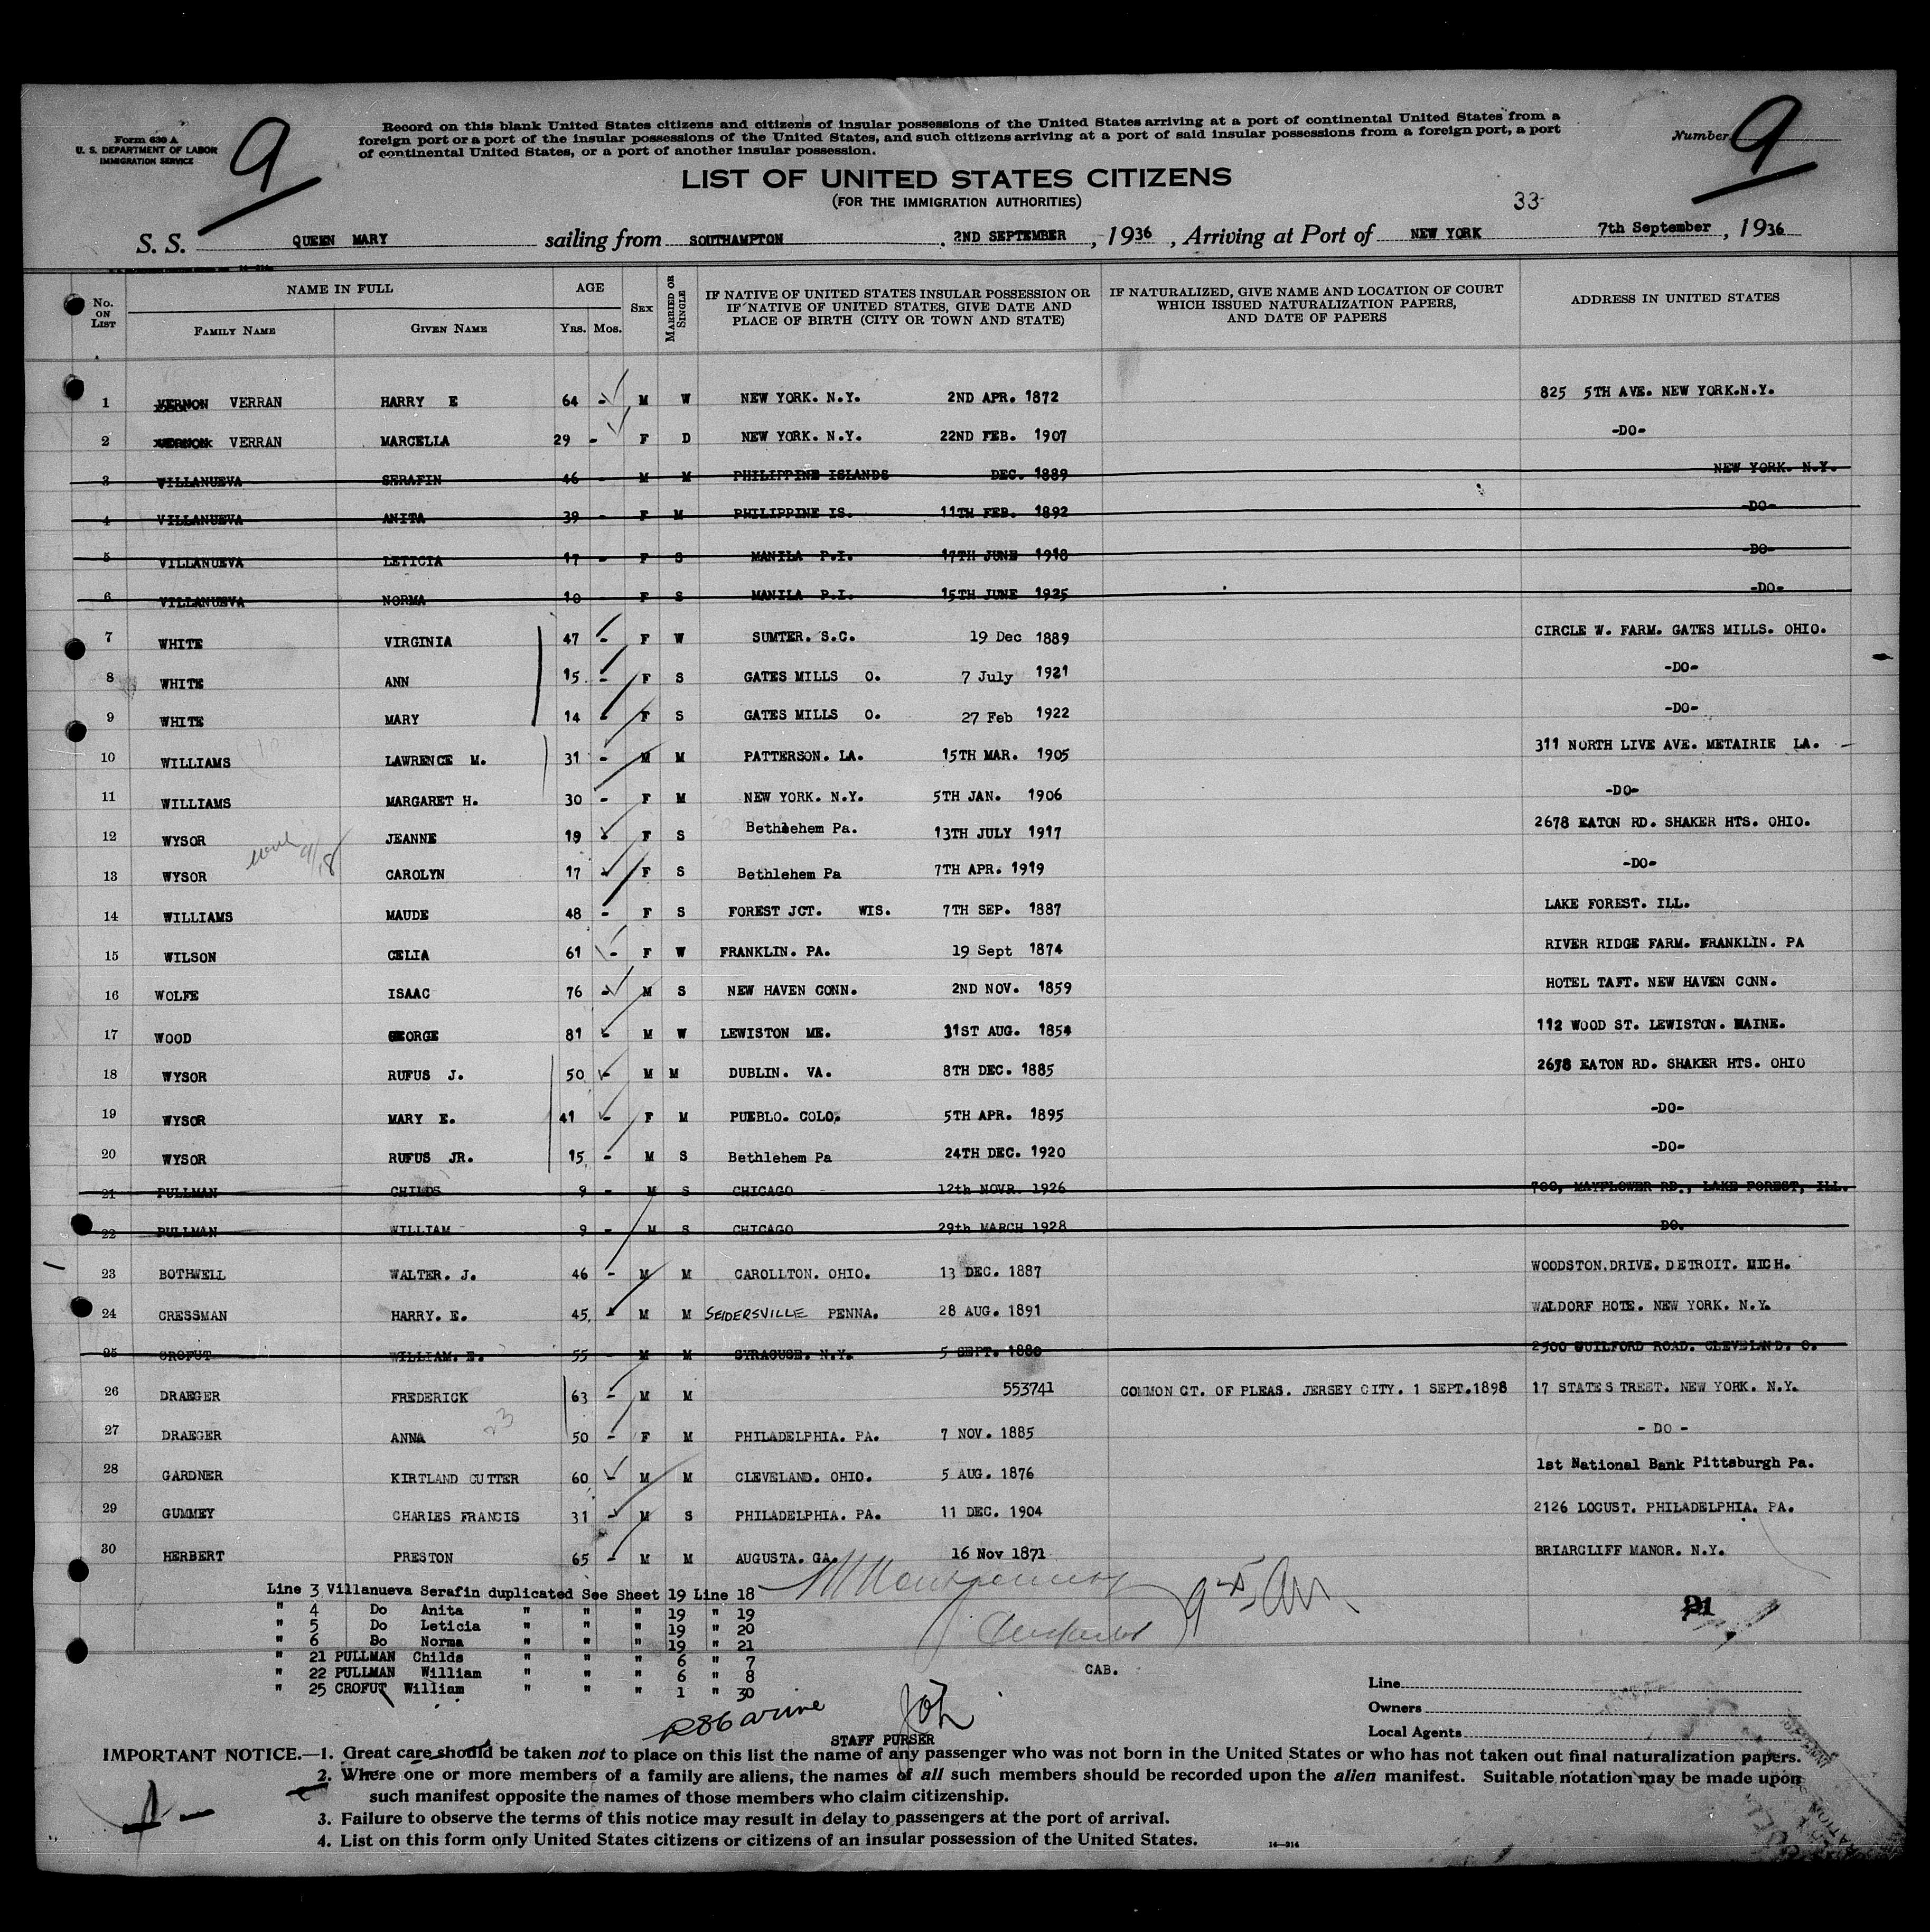 Form 630 A
U. S. DEPARTMENT OF LABOR
IMMIGRATION SERVICE
9
Record on this blank United States citizens and citizens of insular possessions of the United States arriving at a port of continental United States from a
foreign port or a port of the insular possessions of the United States, and such citizens arriving at a port of said insular possessions from a foreign port, a port
of continental United States, or a port of another insular possession.
Number 9
LIST OF UNITED STATES CITIZENS
(FOR THE IMMIGRATION AUTHORITIES)
33
S. S. QUEEN MARY sailing from SOUTHAMPTON, 2ND SEPTEMBER, 1936, Arriving at Port of NEW YORK 7th September, 1936
No. ON LIST NAME IN FULL FAMILY NAME GIVEN NAME AGE YRS. MOS. SEX MARRIED OR SINGLE IF NATIVE OF UNITED STATES INSULAR POSSESSION OR IF NATIVE OF UNITED STATES, GIVE DATE AND PLACE OF BIRTH (CITY OR TOWN AND STATE) IF NATURALIZED, GIVE NAME AND LOCATION OF COURT WHICH ISSUED NATURALIZATION PAPERS, AND DATE OF PAPERS ADDRESS IN UNITED STATES
1 VERNON VERRAN HARRY E 64 - M W NEW YORK. N.Y. 2ND APR. 1872 825 5TH AVE. NEW YORK.N.Y.
2 VERNON VERRAN MARCELLA 29 - F D NEW YORK. N.Y. 22ND FEB. 1907 -DO-
3 VILLANUEVA SERAFIN 46 - M M PHILIPPINE ISLANDS DEC. 1889 NEW YORK. N.Y.
4 VILLANUEVA ANITA 39 - F M PHILIPPINE IS. 11TH FEB. 1892 -DO-
5 VILLANUEVA LETICIA 17 - F S MANILA P.I. 17TH JUNE 1918 -DO-
6 VILLANUEVA NORMA 10 - F S MANILA P.I. 15TH JUNE 1925 -DO-
7 WHITE VIRGINIA 47 - F W SUMTER. S.C. 19 Dec 1889 CIRCLE W. FARM. GATES MILLS. OHIO.
8 WHITE ANN 15 - F S GATES MILLS O. 7 July 1921 -DO-
9 WHITE MARY 14 - F S GATES MILLS O. 27 Feb 1922 -DO-
10 WILLIAMS LAWRENCE M. 31 - M M PATTERSON. LA. 15TH MAR. 1905 311 NORTH LIVE AVE. METAIRIE LA.
11 WILLIAMS MARGARET H. 30 - F M NEW YORK. N.Y. 5TH JAN. 1906 -DO-
12 WYSOR JEANNE 19 - F S Bethlehem Pa. 13TH JULY 1917 2678 EATON RD. SHAKER HTS. OHIO.
13 WYSOR CAROLYN 17 - F S Bethlehem Pa 7TH APR. 1919 -DO-
14 WILLIAMS MAUDE 48 - F S FOREST JCT. WIS. 7TH SEP. 1887 LAKE FOREST. ILL.
15 WILSON CELIA 61 - F W FRANKLIN. PA. 19 Sept 1874 RIVER RIDGE FARM. FRANKLIN. PA
16 WOLFE ISAAC 76 - M S NEW HAVEN CONN. 2ND NOV. 1859 HOTEL TAFT. NEW HAVEN CONN.
17 WOOD GEORGE 81 - M W LEWISTON ME. 31ST AUG. 1854 112 WOOD ST. LEWISTON. MAINE.
18 WYSOR RUFUS J. 50 - M M DUBLIN. VA. 8TH DEC. 1885 2678 EATON RD. SHAKER HTS. OHIO
19 WYSOR MARY E. 41 - F M PUEBLO. COLO. 5TH APR. 1895 -DO-
20 WYSOR RUFUS JR. 15 - M S Bethlehem Pa 24TH DEC. 1920 -DO-
21 PULLMAN CHILDS 9 - M S CHICAGO 12th NOVR. 1926 700, MAYFLOWER RD., LAKE FOREST, ILL.
22 PULLMAN WILLIAM 9 - M S CHICAGO 29th MARCH 1928 DO.
23 BOTHWELL WALTER. J. 46 - M M CAROLLTON. OHIO. 13 DEC. 1887 WOODSTON.DRIVE. DETROIT. MICH.
24 CRESSMAN HARRY. E. 45. M M SEIDERSVILLE PENNA. 28 AUG. 1891 WALDORF HOTE. NEW YORK. N.Y.
25 CROFUT WILLIAM. E. 55 - M M SYRACUSE. N.Y. 5 SEPT. 1880 2500 GUILFORD ROAD. CLEVELAND. O.
26 DRAEGER FREDERICK 63 - M M 553741 COMMON CT. OF PLEAS. JERSEY CITY. 1 SEPT.1898 17 STATE STREET. NEW YORK. N.Y.
27 DRAEGER ANNA 50 - F M PHILADELPHIA. PA. 7 NOV. 1885 - DO -
28 GARDNER KIRTLAND CUTTER 60 - M M CLEVELAND. OHIO. 5 AUG. 1876 1st National Bank Pittsburgh Pa.
29 GUMMEY CHARLES FRANCIS 31 - M S PHILADELPHIA. PA. 11 DEC. 1904 2126 LOCUST. PHILADELPHIA. PA.
30 HERBERT PRESTON 65 - M M AUGUSTA. GA. 16 Nov 1871 BRIARCLIFF MANOR. N.Y.
Line 3 Villanueva Serafin duplicated See Sheet 19 Line 18
" 4 Do Anita " " " 19 " 19
" 5 Do Leticia " " " 19 " 20
" 6 Do Norma " " " 19 " 21
" 21 PULLMAN Childs " " " 6 " 7
" 22 PULLMAN William " " " 6 " 8
" 25 CROFUT William " " " 1 " 30
21
CAB.
STAFF PURSER
Line
Owners
Local Agents
IMPORTANT NOTICE.—1. Great care should be taken not to place on this list the name of any passenger who was not born in the United States or who has not taken out final naturalization papers.
2. Where one or more members of a family are aliens, the names of all such members should be recorded upon the alien manifest. Suitable notation may be made upon
such manifest opposite the names of those members who claim citizenship.
3. Failure to observe the terms of this notice may result in delay to passengers at the port of arrival.
4. List on this form only United States citizens or citizens of an insular possession of the United States.
14—914